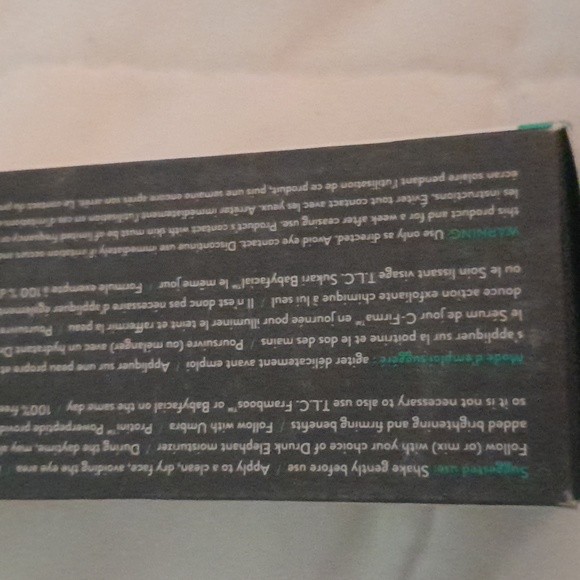 Suggested use: Shake gently before use / Apply to a clean, dry face, avoiding the eye area /
Follow (or mix) with your choice of Drunk Elephant moisturizer / During the daytime, may
added brightening and firming benefits / Follow with Umbra / Protini™ Powerpeptide
so it is not necessary to also use T.L.C. Framboos™ or Babyfacial on the same day / 100% free
Mode d'emploi suggéré : agiter délicatement avant emploi / Appliquer sur une peau propre et
s'appliquer sur la poitrine et le dos des mains / Poursuivre (ou mélanger) avec un hydratant
le Sérum de jour C-Firma™ en journée pour illuminer le teint et raffermir la peau /
douce action exfoliante chimique à lui seul / Il n'est donc pas nécessaire d'appliquer
ou le Soin lissant visage T.L.C. Sukari Babyfacial™ le même jour / Formule exempte à 100 %
WARNING Use only as directed. Avoid eye contact. Discontinue use immediately if irritation occurs
this product and for a week after ceasing use. Product's contact with skin must be of limited
les instructions. Éviter tout contact avec les yeux. Arrêter immédiatement l'utilisation en cas
écran solaire pendant l'utilisation de ce produit, puis une semaine encore après son arrêt.